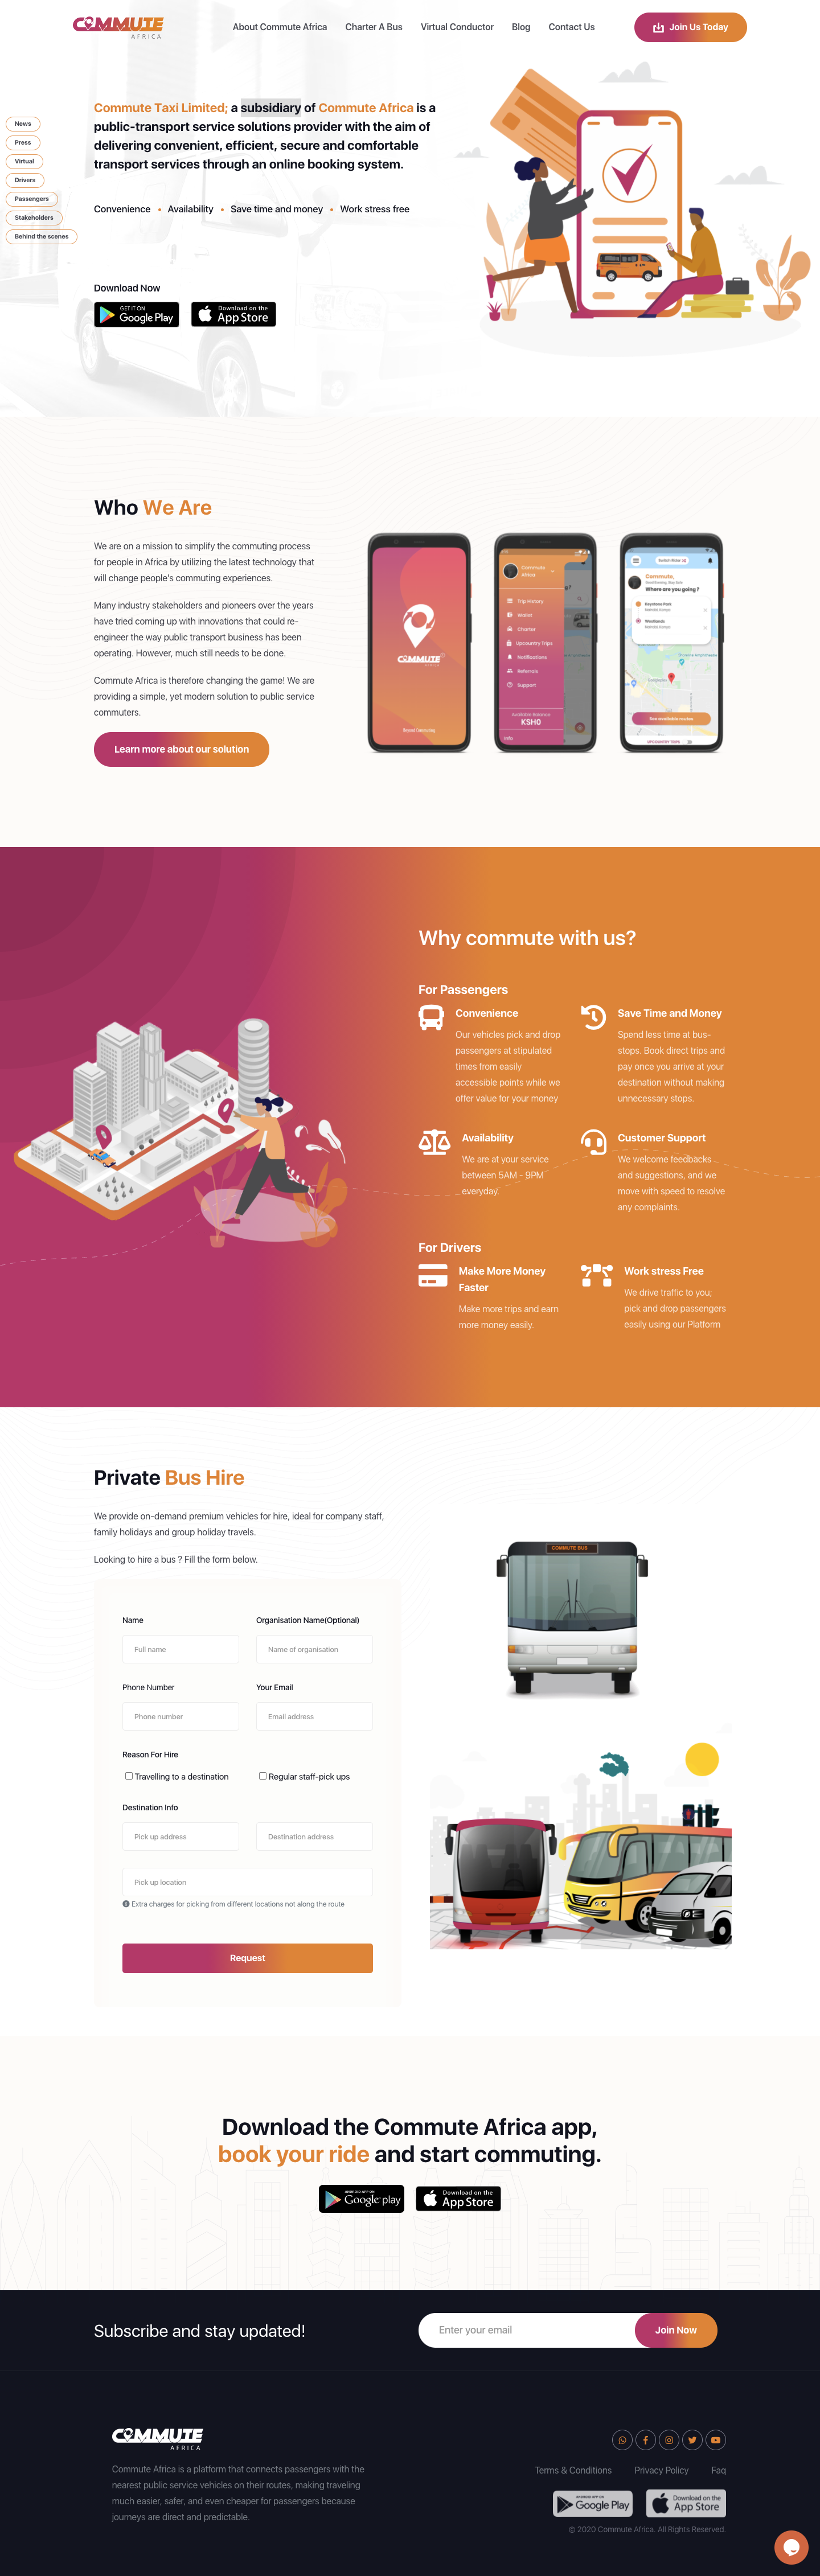 COMMUTE
AFRICA
About Commute Africa
Charter A Bus
Virtual Conductor
Blog
Contact Us
Join Us Today
News
Press
Virtual
Drivers
Passengers
Stakeholders
Behind the scenes
Commute Taxi Limited; a subsidiary of Commute Africa is a
public-transport service solutions provider with the aim of
delivering convenient, efficient, secure and comfortable
transport services through an online booking system.
Convenience • Availability • Save time and money • Work stress free
Download Now
GET IT ON
Google Play
Download on the
App Store
Who We Are
We are on a mission to simplify the commuting process
for people in Africa by utilizing the latest technology that
will change people's commuting experiences.
Many industry stakeholders and pioneers over the years
have tried coming up with innovations that could re-
engineer the way public transport business has been
operating. However, much still needs to be done.
Commute Africa is therefore changing the game! We are
providing a simple, yet modern solution to public service
commuters.
Learn more about our solution
COMMUTE
Commute
Africa
Trip History
Wallet
Charter
Upcountry Trips
Notifications
Referrals
Support
Available Balance
KSH0
Info
Commute,
Where are you going ?
See available routes
Why commute with us?
For Passengers
Convenience
Our vehicles pick and drop
passengers at stipulated
times from easily
accessible points while we
offer value for your money
Save Time and Money
Spend less time at bus-
stops. Book direct trips and
pay once you arrive at your
destination without making
unnecessary stops.
Availability
We are at your service
between 5AM - 9PM
everyday.
Customer Support
We welcome feedbacks
and suggestions, and we
move with speed to resolve
any complaints.
For Drivers
Make More Money
Faster
Make more trips and earn
more money easily.
Work stress Free
We drive traffic to you;
pick and drop passengers
easily using our Platform
Private Bus Hire
We provide on-demand premium vehicles for hire, ideal for company staff,
family holidays and group holiday travels.
Looking to hire a bus ? Fill the form below.
Name
Organisation Name(Optional)
Full name
Name of organisation
Phone Number
Your Email
Phone number
Email address
Reason For Hire
Travelling to a destination
Regular staff-pick ups
Destination Info
Pick up address
Destination address
Pick up location
Extra charges for picking from different locations not along the route
Request
COMMUTE BUS
Download the Commute Africa app,
book your ride and start commuting.
ANDROID APP ON
Google play
Download on the
App Store
Subscribe and stay updated!
Enter your email
Join Now
COMMUTE
AFRICA
Commute Africa is a platform that connects passengers with the
nearest public service vehicles on their routes, making traveling
much easier, safer, and even cheaper for passengers because
journeys are direct and predictable.
Terms & Conditions
Privacy Policy
Faq
ANDROID APP ON
Google Play
Download on the
App Store
© 2020 Commute Africa. All Rights Reserved.